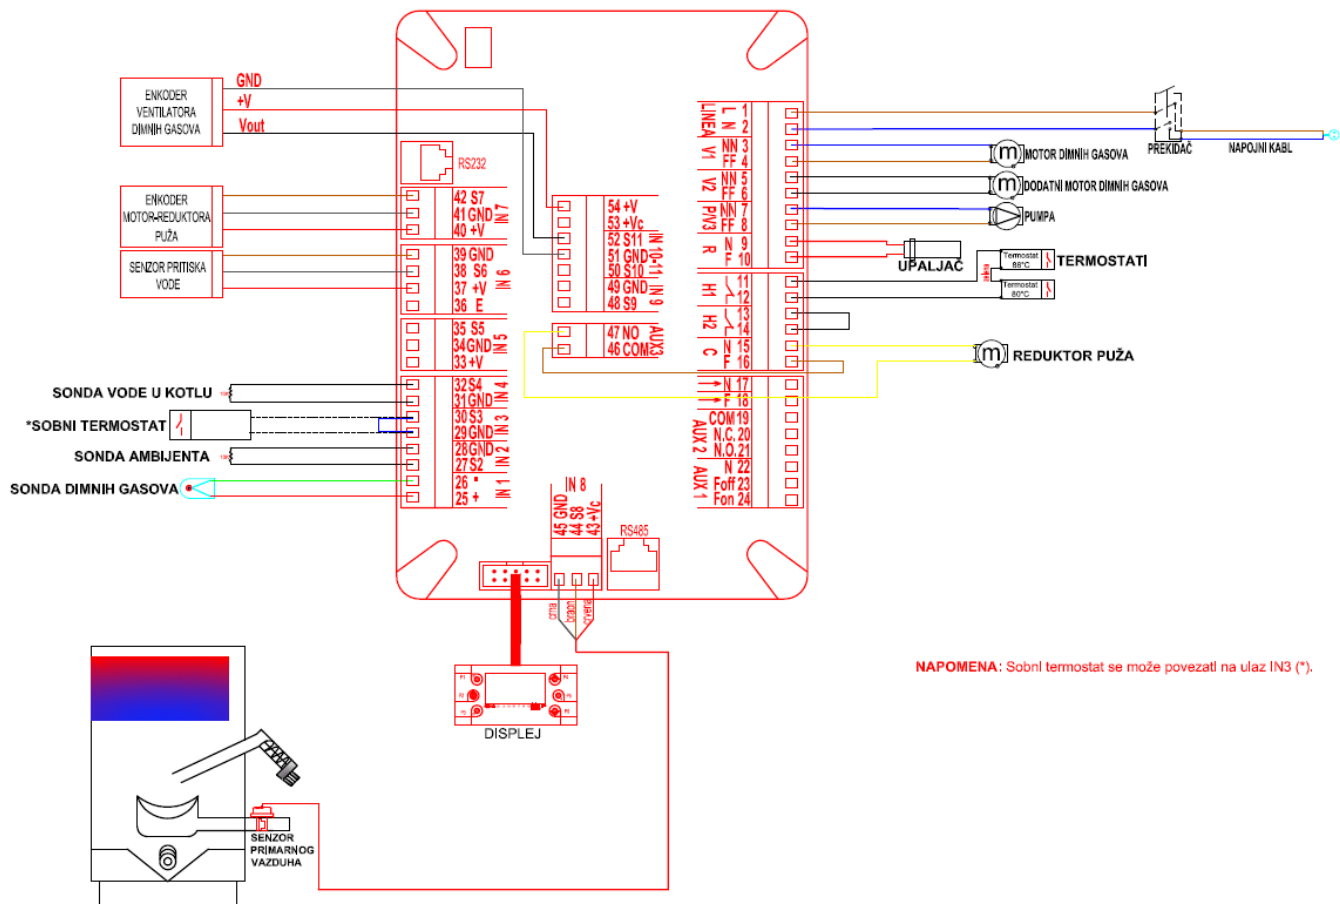 ENKODER
VENTILATORA
DIMNIH GASOVA
GND
+V
Vout
RS232
ENKODER
MOTOR-REDUKTORA
PUŽA
42 S7
41 GND
40 +V
IN 7
SENZOR PRITISKA
VODE
39 GND
38 S6
37 +V
36 E
IN 6
35 S5
34 GND
33 +V
IN 5
SONDA VODE U KOTLU
32 S4
31 GND
IN 4
*SOBNI TERMOSTAT
30 S3
29 GND
IN 3
SONDA AMBIJENTA
28 GND
27 S2
IN 2
SONDA DIMNIH GASOVA
26 -
25 +
IN 1
54 +V
53 +Vc
52 S11
51 GND
50 S10
49 GND
48 S9
IN 10-11
IN 9
47 NO
46 COM
AUX3
LINEA
L 1
N 2
V1
NN 3
FF 4
V2
NN 5
FF 6
P/V3
NN 7
FF 8
R
N 9
F 10
H1
11
12
H2
13
14
C
N 15
F 16
N 17
F 18
AUX 2
COM 19
N.C. 20
N.O. 21
AUX 1
N 22
Foff 23
Fon 24
PREKIDAČ
NAPOJNI KABL
m
MOTOR DIMNIH GASOVA
m
DODATNI MOTOR DIMNIH GASOVA
PUMPA
UPALJAČ
Termostat
Termostat
80°C
TERMOSTATI
m
REDUKTOR PUŽA
IN 8
45 GND
44 S8
43 +Vc
RS485
crna
braon
crvena
DISPLEJ
NAPOMENA: Sobni termostat se može povezati na ulaz IN3 (*).
SENZOR
PRIMARNOG
VAZDUHA